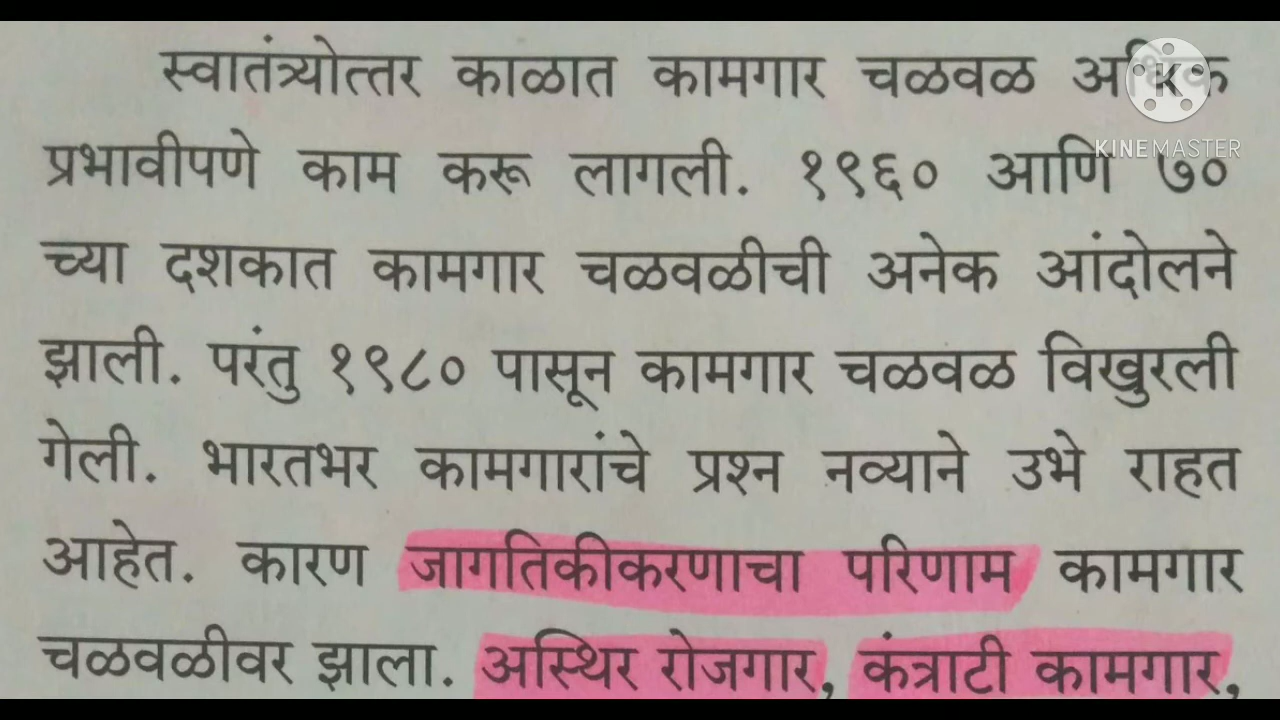 स्वातंत्र्योत्तर काळात कामगार चळवळ
K
KINEMASTER
प्रभावीपणे काम करू लागली. १९६० आणि ७०
च्या दशकात कामगार चळवळीची अनेक आंदोलने
झाली. परंतु १९८० पासून कामगार चळवळ विखुरली
गेली. भारतभर कामगारांचे प्रश्न नव्याने उभे राहत
आहेत. कारण जागतिकीकरणाचा परिणाम कामगार
चळवळीवर झाला. अस्थिर रोजगार, कंत्राटी कामगार,